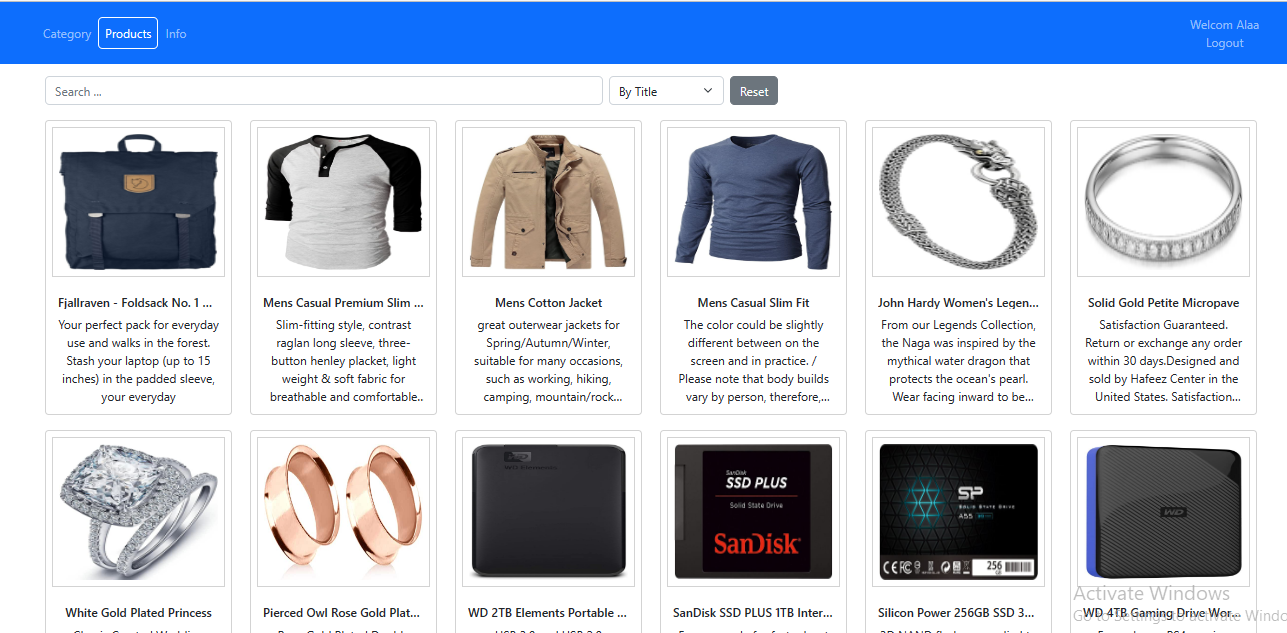 Category Products Info
Welcom Alaa
Logout
Search ...
By Title
Reset
Fjallraven - Foldsack No. 1 ...
Your perfect pack for everyday
use and walks in the forest.
Stash your laptop (up to 15
inches) in the padded sleeve,
your everyday
Mens Casual Premium Slim ...
Slim-fitting style, contrast
raglan long sleeve, three-
button henley placket, light
weight & soft fabric for
breathable and comfortable..
Mens Cotton Jacket
great outerwear jackets for
Spring/Autumn/Winter,
suitable for many occasions,
such as working, hiking,
camping, mountain/rock...
Mens Casual Slim Fit
The color could be slightly
different between on the
screen and in practice. /
Please note that body builds
vary by person, therefore,...
John Hardy Women's Legen...
From our Legends Collection,
the Naga was inspired by the
mythical water dragon that
protects the ocean's pearl.
Wear facing inward to be...
Solid Gold Petite Micropave
Satisfaction Guaranteed.
Return or exchange any order
within 30 days.Designed and
sold by Hafeez Center in the
United States. Satisfaction...
White Gold Plated Princess
Pierced Owl Rose Gold Plat...
WD Elements
WD 2TB Elements Portable ...
SanDisk
SSD PLUS
Solid State Drive
SanDisk
SanDisk SSD PLUS 1TB Inter...
SP
SOLID STATE DRIVE
A55
256
GB
Silicon Power 256GB SSD 3...
WD
WD 4TB Gaming Drive Wor...
Activate Windows
Go to Settings to activate Windo